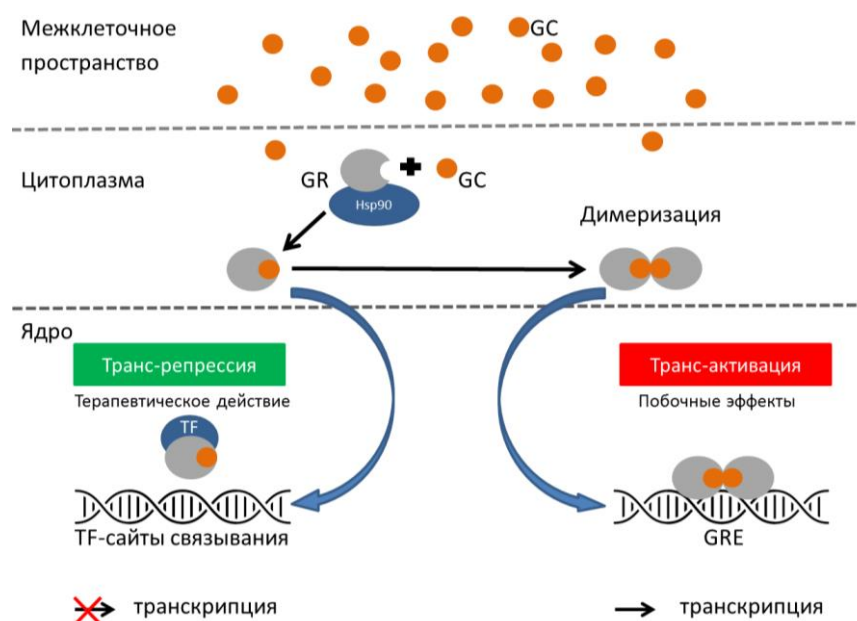 Межклеточное
пространство
GC
Цитоплазма
GR
GC
Hsp90
Димеризация
Ядро
Транс-репрессия
Транс-активация
Терапевтическое действие
Побочные эффекты
TF
TF-сайты связывания
GRE
транскрипция
транскрипция